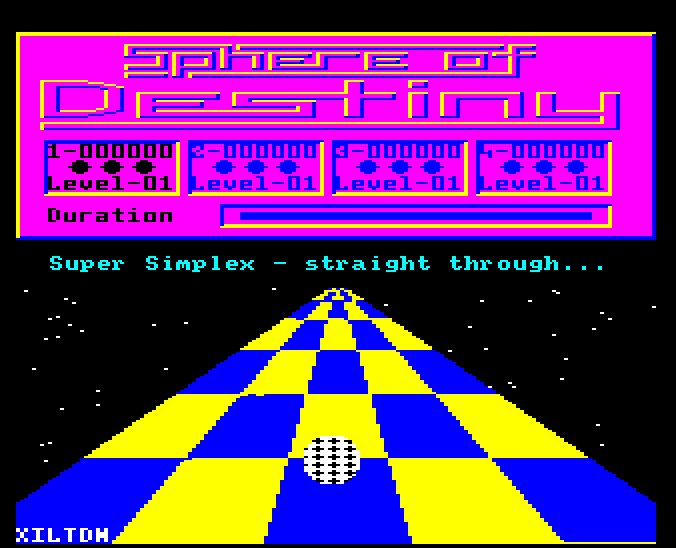 Sphere of
Destiny
1-000000 2-000000 3-000000 4-000000
Level-01 Level-01 Level-01 Level-01
Duration
Super Simplex - straight through...
XILTDM